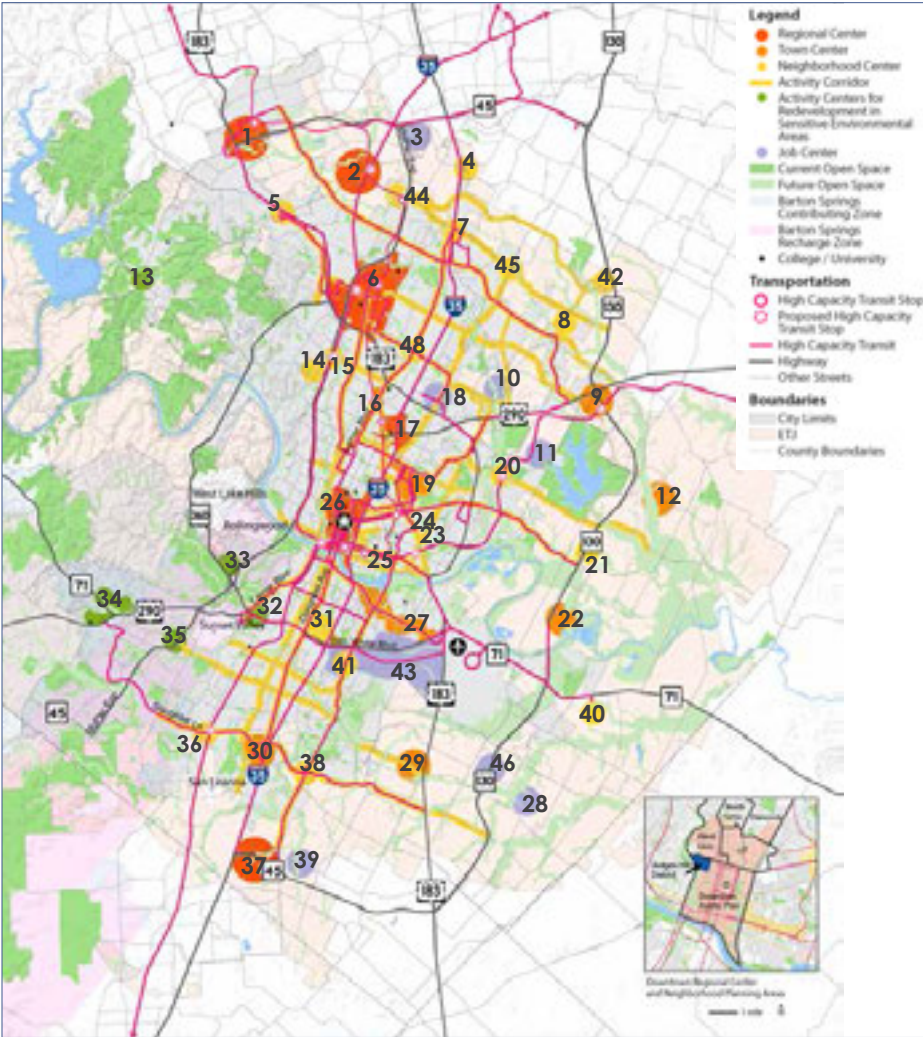 Legend
Regional Center
Town Center
Neighborhood Center
Activity Corridor
Activity Centers for
Redevelopment in
Sensitive Environmental
Areas
Job Center
Current Open Space
Future Open Space
Barton Springs
Contributing Zone
Barton Springs
Recharge Zone
College / University
Transportation
High Capacity Transit Stop
Proposed High Capacity
Transit Stop
High Capacity Transit
Highway
Other Streets
Boundaries
City Limits
ETJ
County Boundaries
183
35
130
45
1
3
2
4
44
5
7
13
6
45
42
35
130
8
48
14
15
183
10
16
18
9
17
290
11
20
19
35
12
West Lake Hills
26
360
Rollingwood
24
23
130
25
21
33
71
34
290
32
31
22
27
35
71
43
41
183
71
45
40
36
30
38
29
46
35
130
28
37
45
39
183
Downtown Regional Center
and Neighborhood Planning Areas
1 mile